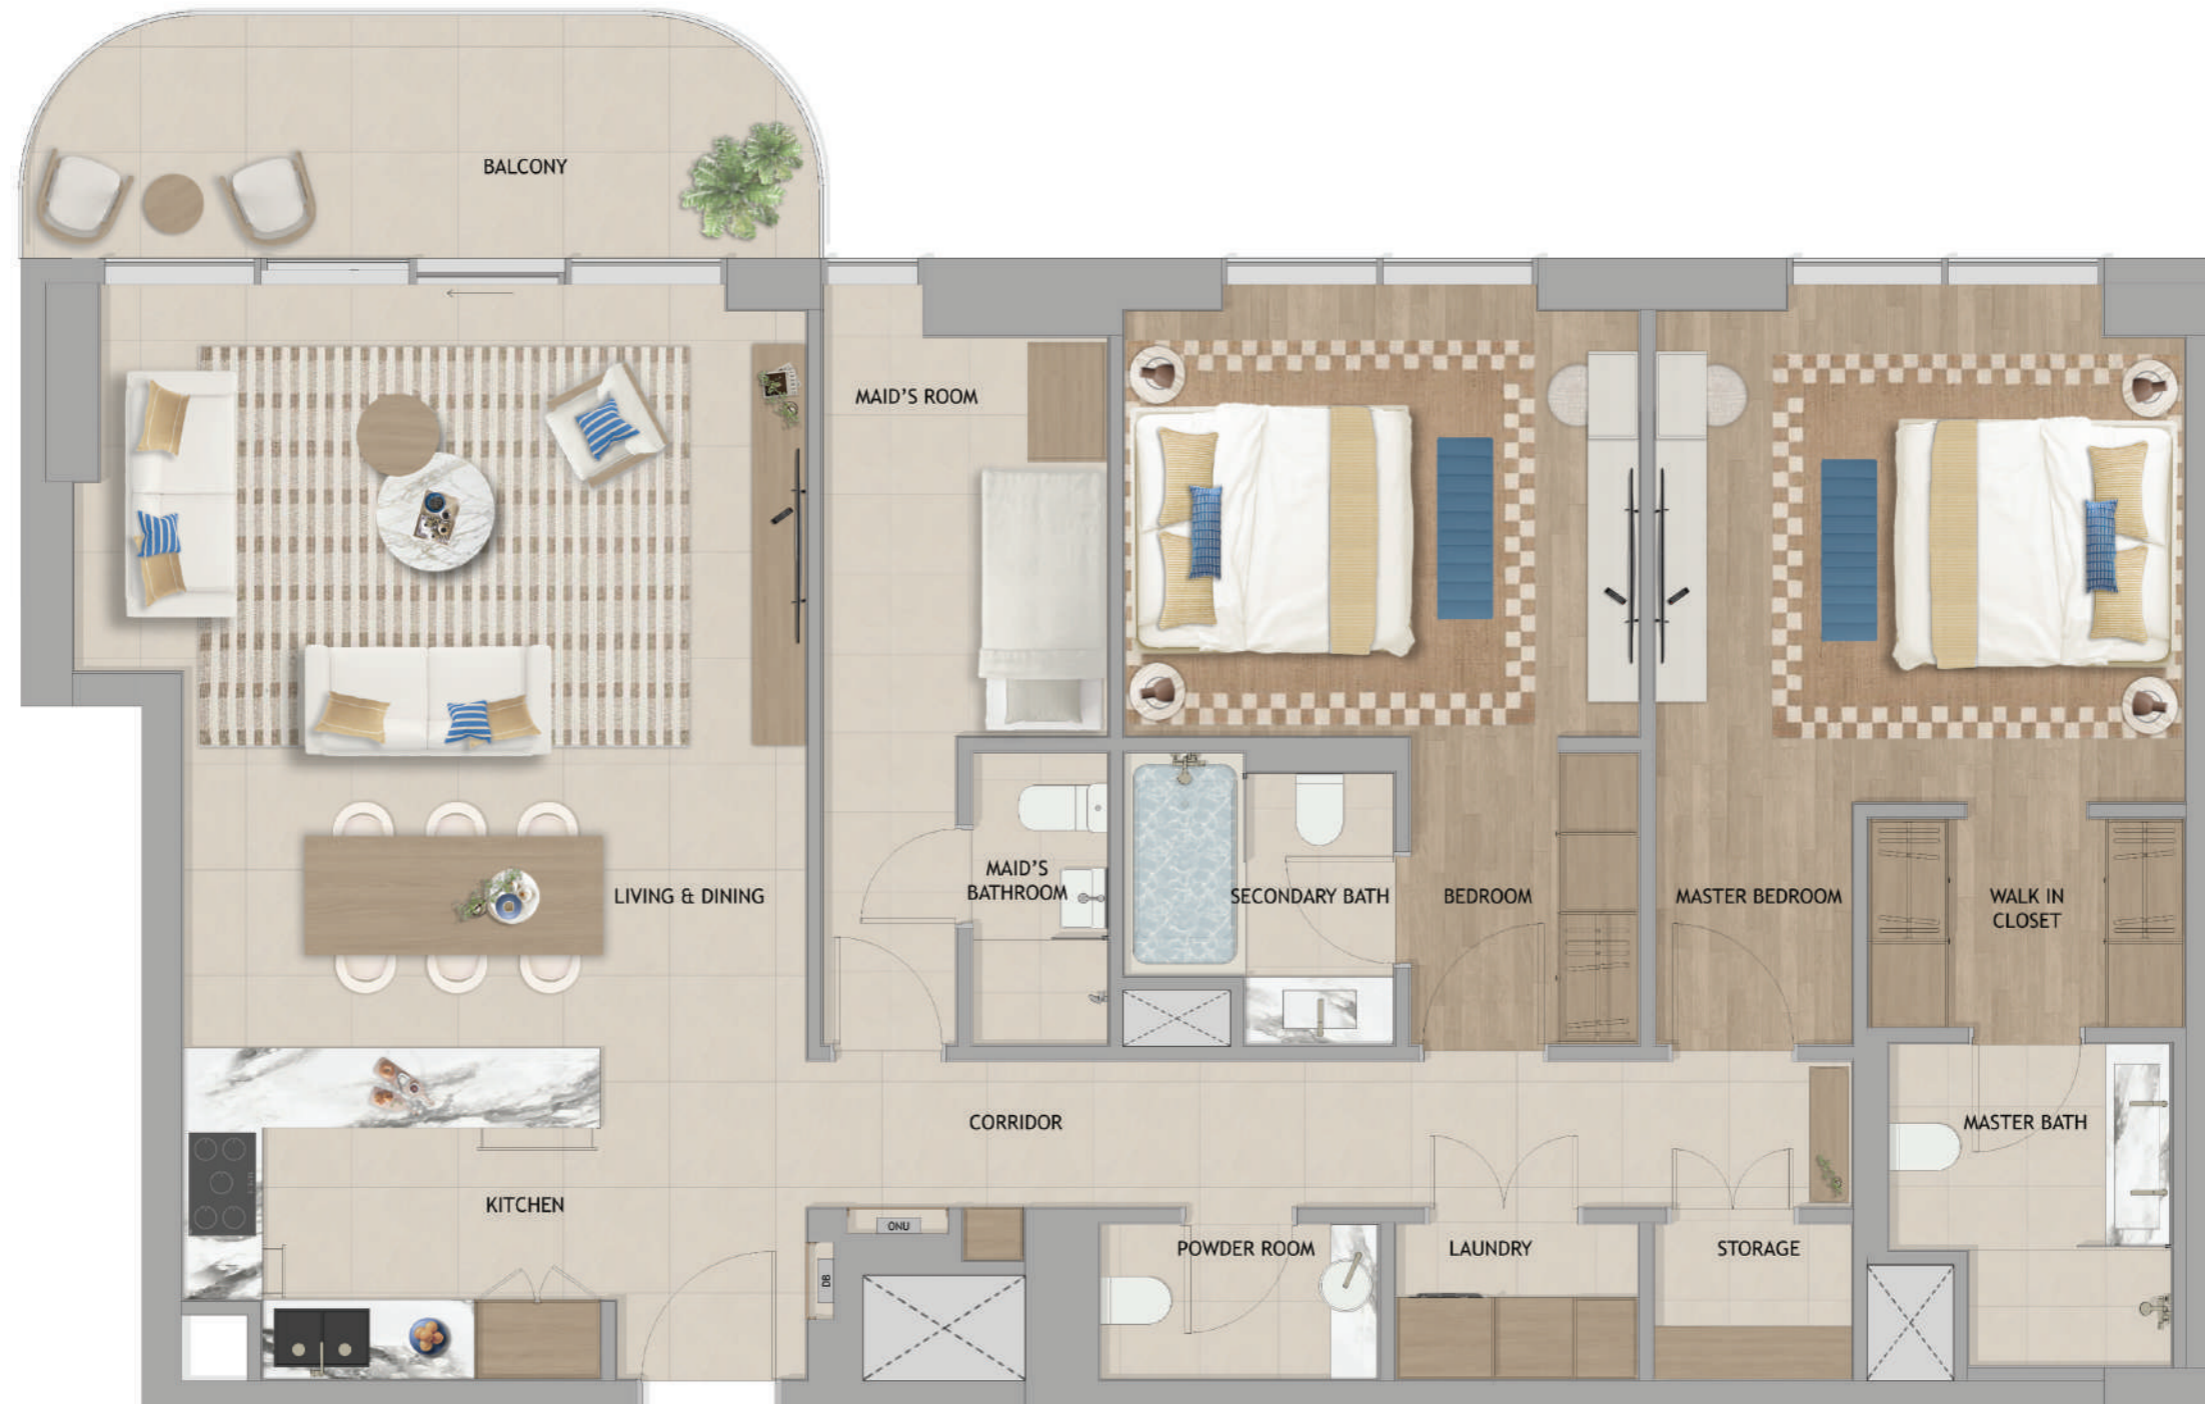 BALCONY
MAID'S ROOM
LIVING & DINING
MAID'S
BATHROOM
SECONDARY BATH
BEDROOM
MASTER BEDROOM
WALK IN
CLOSET
CORRIDOR
MASTER BATH
KITCHEN
ONU
DB
POWDER ROOM
LAUNDRY
STORAGE